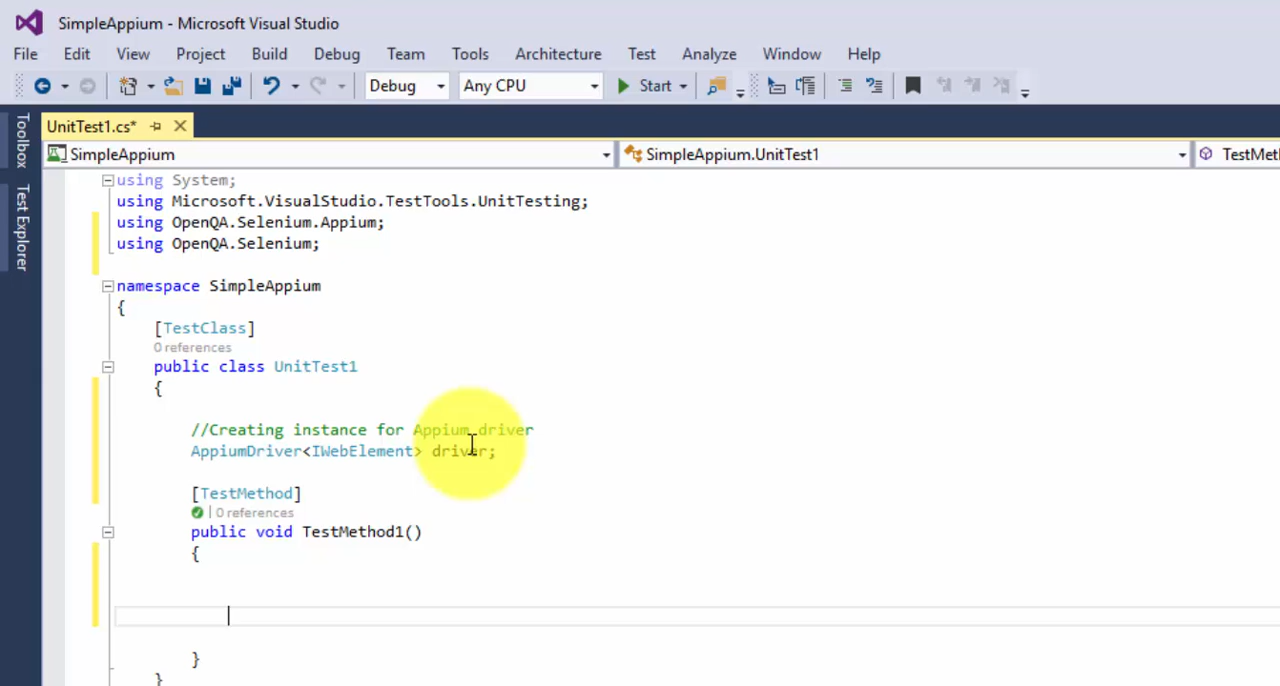 SimpleAppium - Microsoft Visual Studio
File Edit View Project Build Debug Team Tools Architecture Test Analyze Window Help
Debug Any CPU Start
Toolbox
Test Explorer
UnitTest1.cs*
SimpleAppium SimpleAppium.UnitTest1 TestMeth
using System;
using Microsoft.VisualStudio.TestTools.UnitTesting;
using OpenQA.Selenium.Appium;
using OpenQA.Selenium;
namespace SimpleAppium
{
[TestClass]
0 references
public class UnitTest1
{
//Creating instance for Appium driver
AppiumDriver<IWebElement> driver;
[TestMethod]
| 0 references
public void TestMethod1()
{
}
}